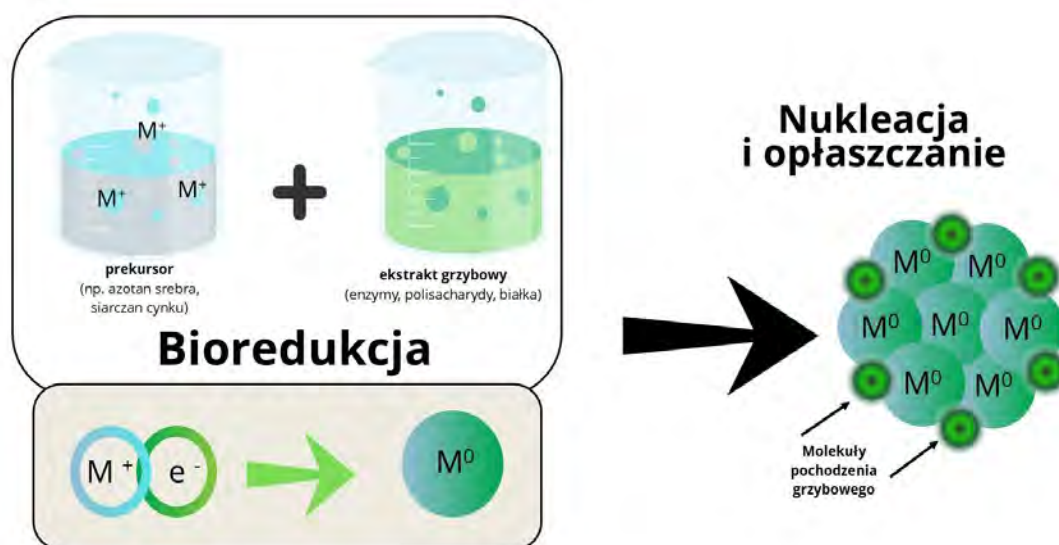 M+
M+
M+
prekursor
(np. azotan srebra,
siarczan cynku)
ekstrakt grzybowy
(enzymy, polisacharydy, białka)
Bioredukcja
M + e -
M0
Nukleacja
i opłaszczanie
M0 M0
M0 M0 M0
M0 M0
Molekuły
pochodzenia
grzybowego